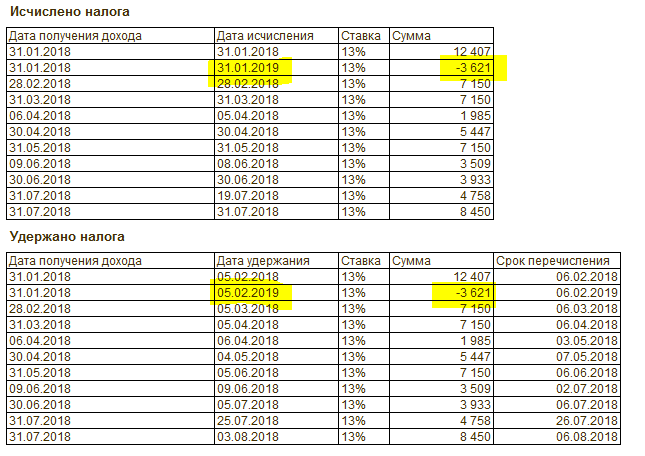 Исчислено налога
Дата получения дохода Дата исчисления Ставка Сумма
31.01.2018 31.01.2018 13% 12 407
31.01.2018 31.01.2019 13% -3 621
28.02.2018 28.02.2018 13% 7 150
31.03.2018 31.03.2018 13% 7 150
06.04.2018 05.04.2018 13% 1 985
30.04.2018 30.04.2018 13% 5 447
31.05.2018 31.05.2018 13% 7 150
09.06.2018 08.06.2018 13% 3 509
30.06.2018 30.06.2018 13% 3 933
31.07.2018 19.07.2018 13% 4 758
31.07.2018 31.07.2018 13% 8 450
Удержано налога
Дата получения дохода Дата удержания Ставка Сумма Срок перечисления
31.01.2018 05.02.2018 13% 12 407 06.02.2018
31.01.2018 05.02.2019 13% -3 621 06.02.2019
28.02.2018 05.03.2018 13% 7 150 06.03.2018
31.03.2018 05.04.2018 13% 7 150 06.04.2018
06.04.2018 06.04.2018 13% 1 985 03.05.2018
30.04.2018 04.05.2018 13% 5 447 07.05.2018
31.05.2018 05.06.2018 13% 7 150 06.06.2018
09.06.2018 09.06.2018 13% 3 509 02.07.2018
30.06.2018 05.07.2018 13% 3 933 06.07.2018
31.07.2018 25.07.2018 13% 4 758 26.07.2018
31.07.2018 03.08.2018 13% 8 450 06.08.2018